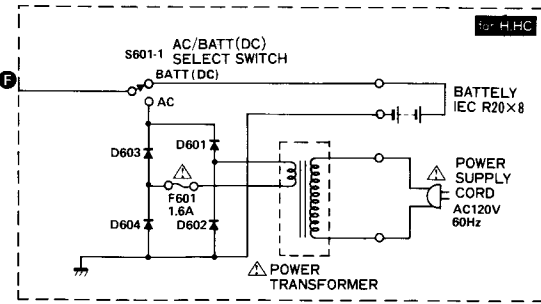 for H.HC
AC/BATT(DC)
S601-1 SELECT SWITCH
BATT(DC)
F
AC
BATTELY
IEC R20×8
D603
D601
F601
1.6A
D604
D602
POWER
SUPPLY
CORD
AC120V
60Hz
POWER
TRANSFORMER